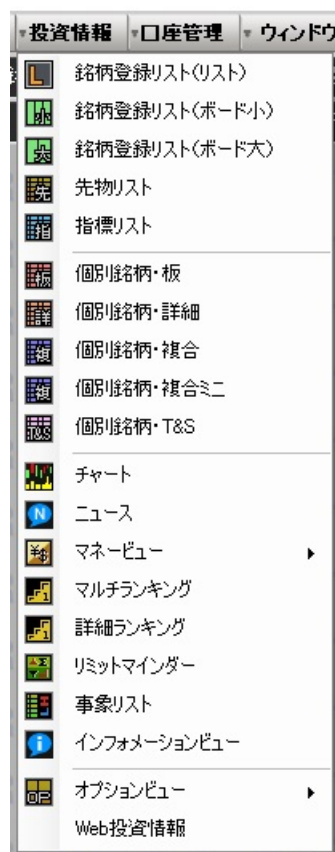 投資情報 口座管理 ウィンドウ
銘柄登録リスト(リスト)
銘柄登録リスト(ボード小)
銘柄登録リスト(ボード大)
先物リスト
指標リスト
個別銘柄・板
個別銘柄・詳細
個別銘柄・複合
個別銘柄・複合ミニ
個別銘柄・T&S
チャート
ニュース
マネービュー
マルチランキング
詳細ランキング
リミットマインダー
事象リスト
インフォメーションビュー
オプションビュー
Web投資情報